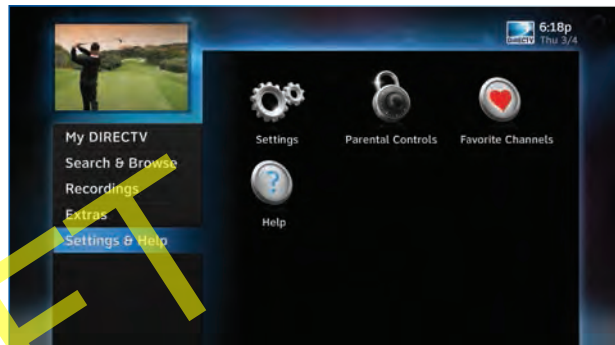 6:18p
DIRECTV Thu 3/4
My DIRECTV
Search & Browse
Recordings
Extras
Settings & Help
Settings
Parental Controls
Favorite Channels
Help
ET